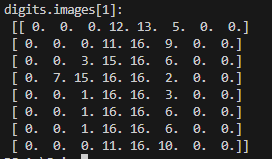 digits.images[1]:
[[ 0. 0. 0. 12. 13. 5. 0. 0.]
[ 0. 0. 0. 11. 16. 9. 0. 0.]
[ 0. 0. 3. 15. 16. 6. 0. 0.]
[ 0. 7. 15. 16. 16. 2. 0. 0.]
[ 0. 0. 1. 16. 16. 3. 0. 0.]
[ 0. 0. 1. 16. 16. 6. 0. 0.]
[ 0. 0. 1. 16. 16. 6. 0. 0.]
[ 0. 0. 0. 11. 16. 10. 0. 0.]]